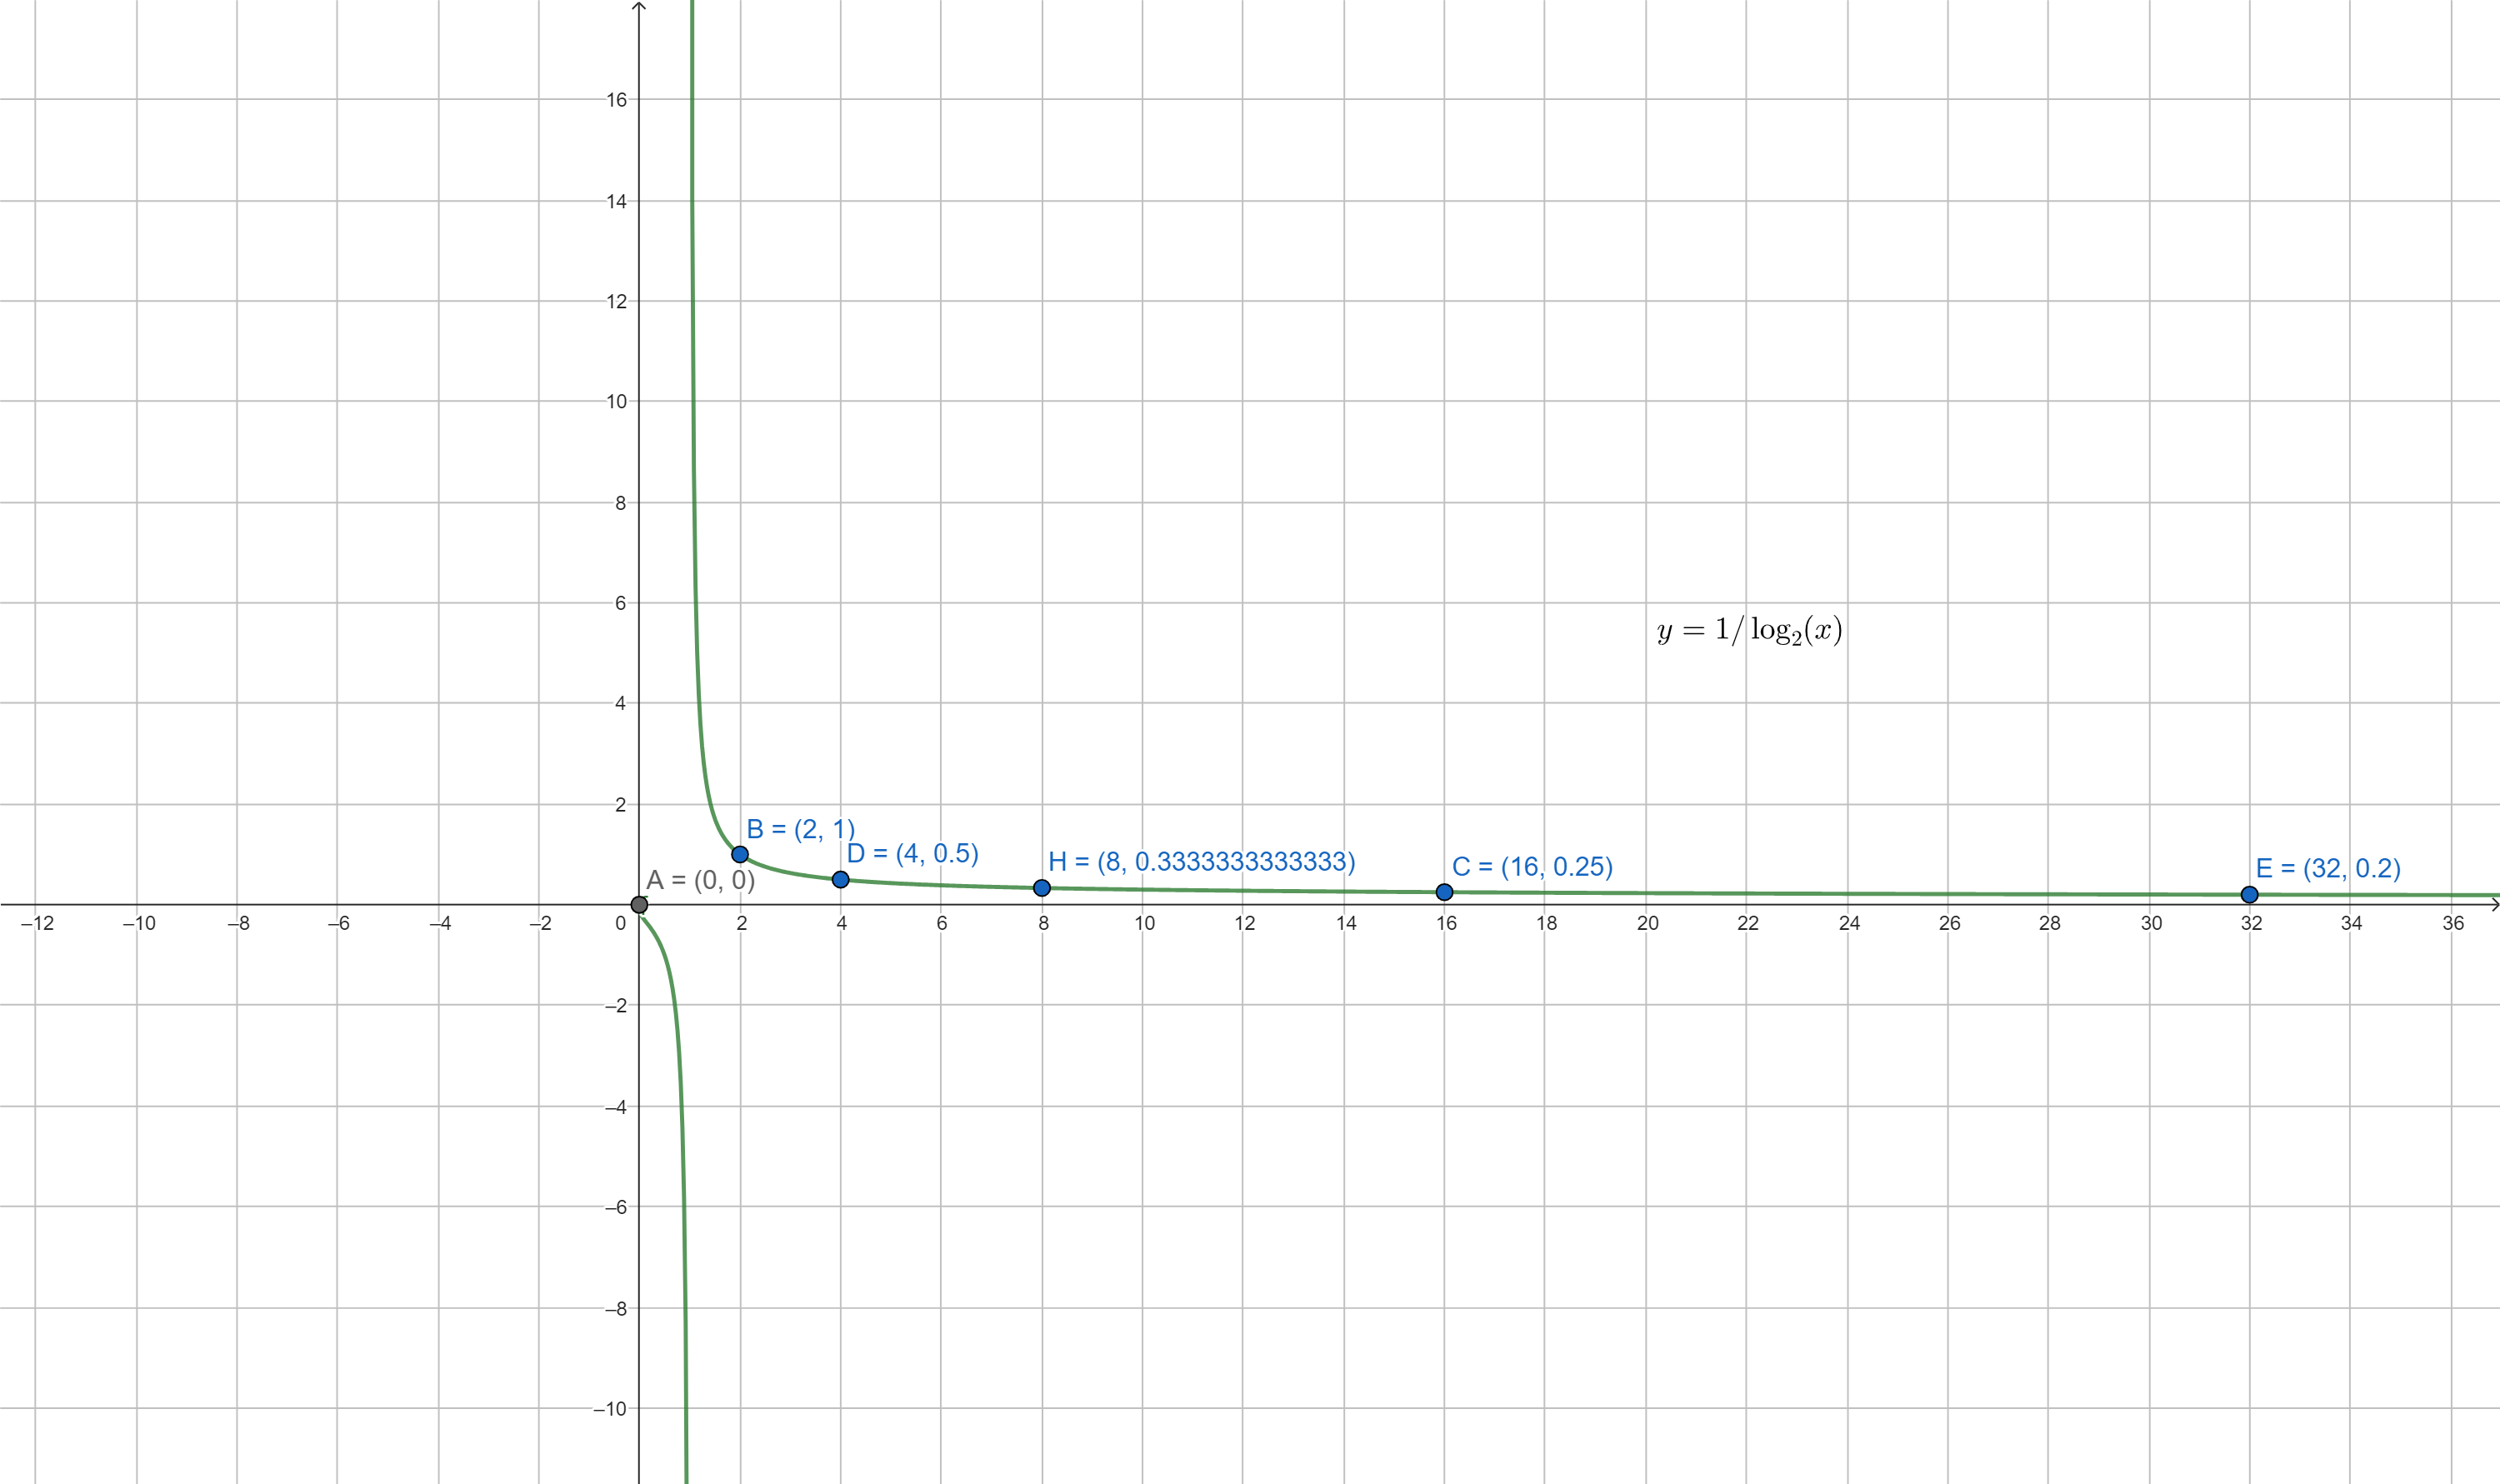 16
14
12
10
8
6
y = 1/log₂(x)
4
2
B = (2, 1)
D = (4, 0.5)
H = (8, 0.3333333333333)
C = (16, 0.25)
E = (32, 0.2)
A = (0, 0)
–12 –10 –8 –6 –4 –2 0 2 4 6 8 10 12 14 16 18 20 22 24 26 28 30 32 34 36
–2
–4
–6
–8
–10